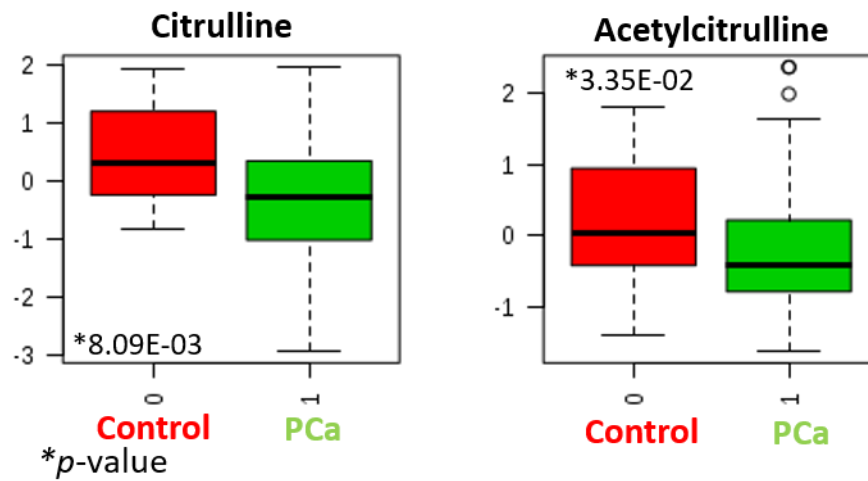 Citrulline
2
1
0
-1
-2
-3
*8.09E-03
0
1
Control
PCa
*p-value
Acetylcitrulline
*3.35E-02
2
1
0
-1
0
1
Control
PCa